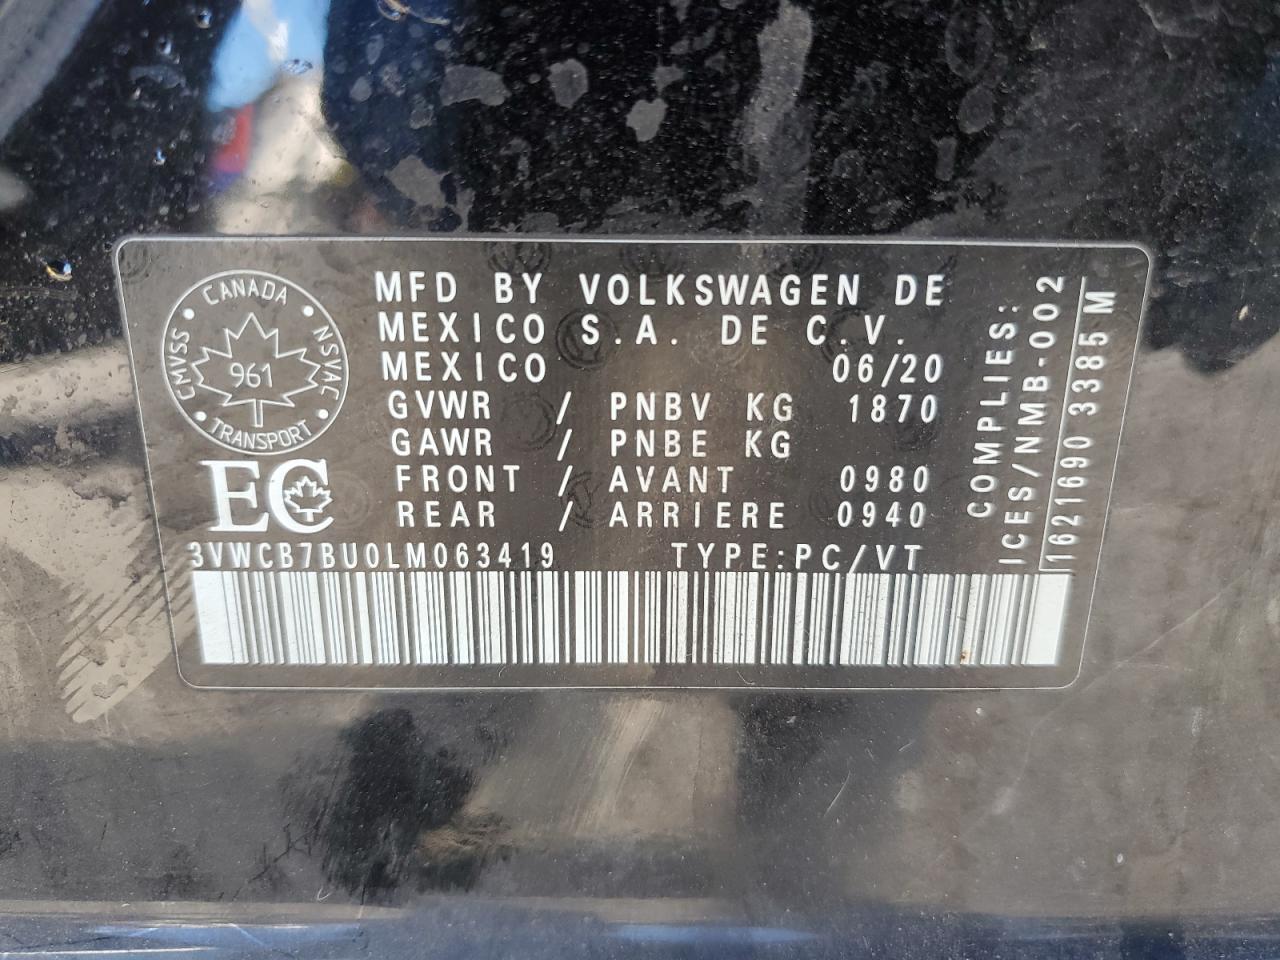 CANADA
CMVSS
NSVAC
961
TRANSPORT
EC
MFD BY VOLKSWAGEN DE
MEXICO S.A. DE C.V.
MEXICO 06/20
GVWR / PNBV KG 1870
GAWR / PNBE KG
FRONT / AVANT 0980
REAR / ARRIERE 0940
3VWCB7BU0LM063419 TYPE:PC/VT
COMPLIES:
ICES/NMB-002
1621690 3385 M